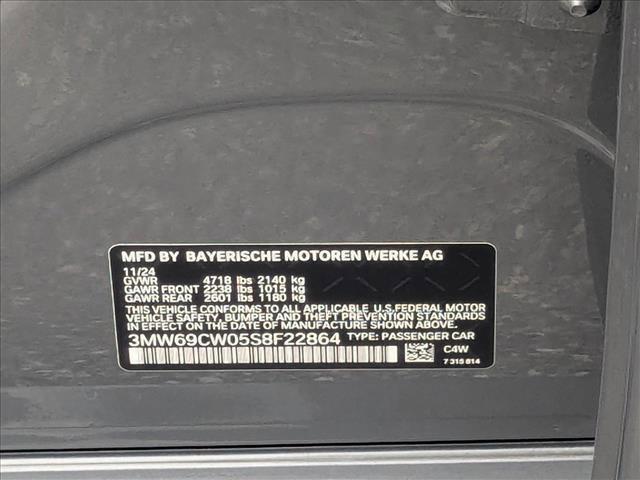 MFD BY BAYERISCHE MOTOREN WERKE AG
11/24
GVWR 4718 lbs 2140 kg
GAWR FRONT 2238 lbs 1015 kg
GAWR REAR 2601 lbs 1180 kg
THIS VEHICLE CONFORMS TO ALL APPLICABLE U.S.FEDERAL MOTOR
VEHICLE SAFETY, BUMPER AND THEFT PREVENTION STANDARDS
IN EFFECT ON THE DATE OF MANUFACTURE SHOWN ABOVE.
3MW69CW05S8F22864 TYPE: PASSENGER CAR
C4W
7 315 614